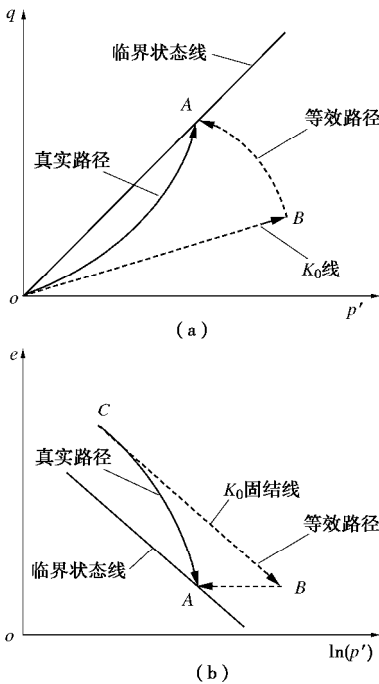 q
临界状态线
A
等效路径
真实路径
B
K₀线
o
p′
(a)
e
C
真实路径
K₀固结线
等效路径
临界状态线
A
B
o
ln(p′)
(b)